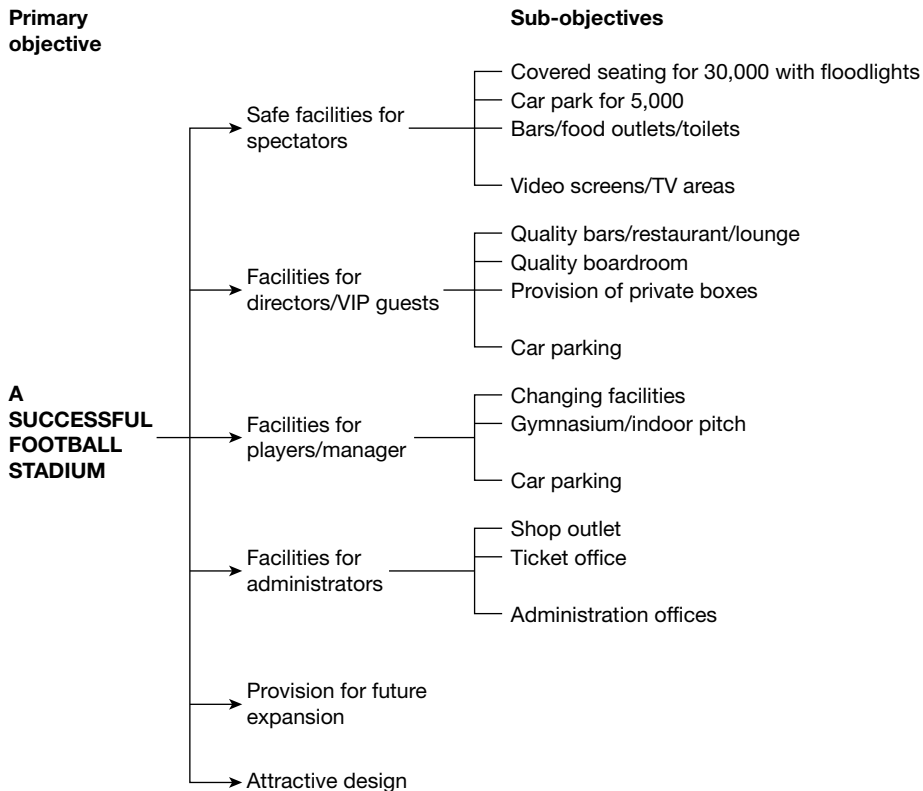 Primary
objective
Sub-objectives
Safe facilities for
spectators
Covered seating for 30,000 with floodlights
Car park for 5,000
Bars/food outlets/toilets
Video screens/TV areas
Facilities for
directors/VIP guests
Quality bars/restaurant/lounge
Quality boardroom
Provision of private boxes
Car parking
A
SUCCESSFUL
FOOTBALL
STADIUM
Facilities for
players/manager
Changing facilities
Gymnasium/indoor pitch
Car parking
Facilities for
administrators
Shop outlet
Ticket office
Administration offices
Provision for future
expansion
Attractive design